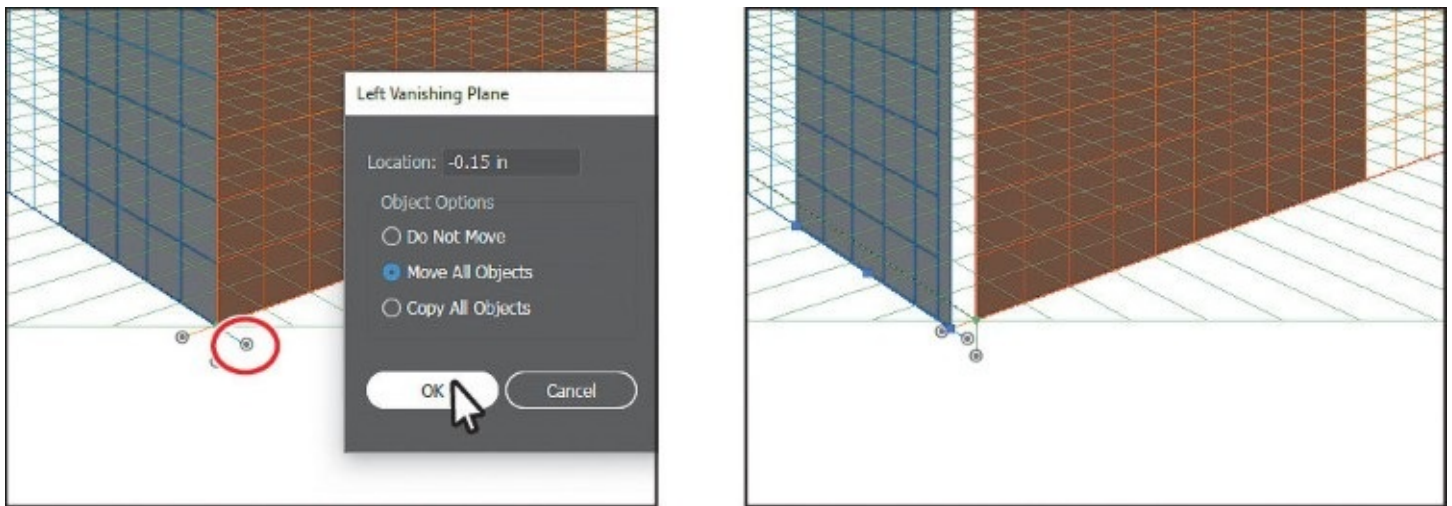 Left Vanishing Plane
Location: -0.15 in
Object Options
Do Not Move
Move All Objects
Copy All Objects
OK
Cancel